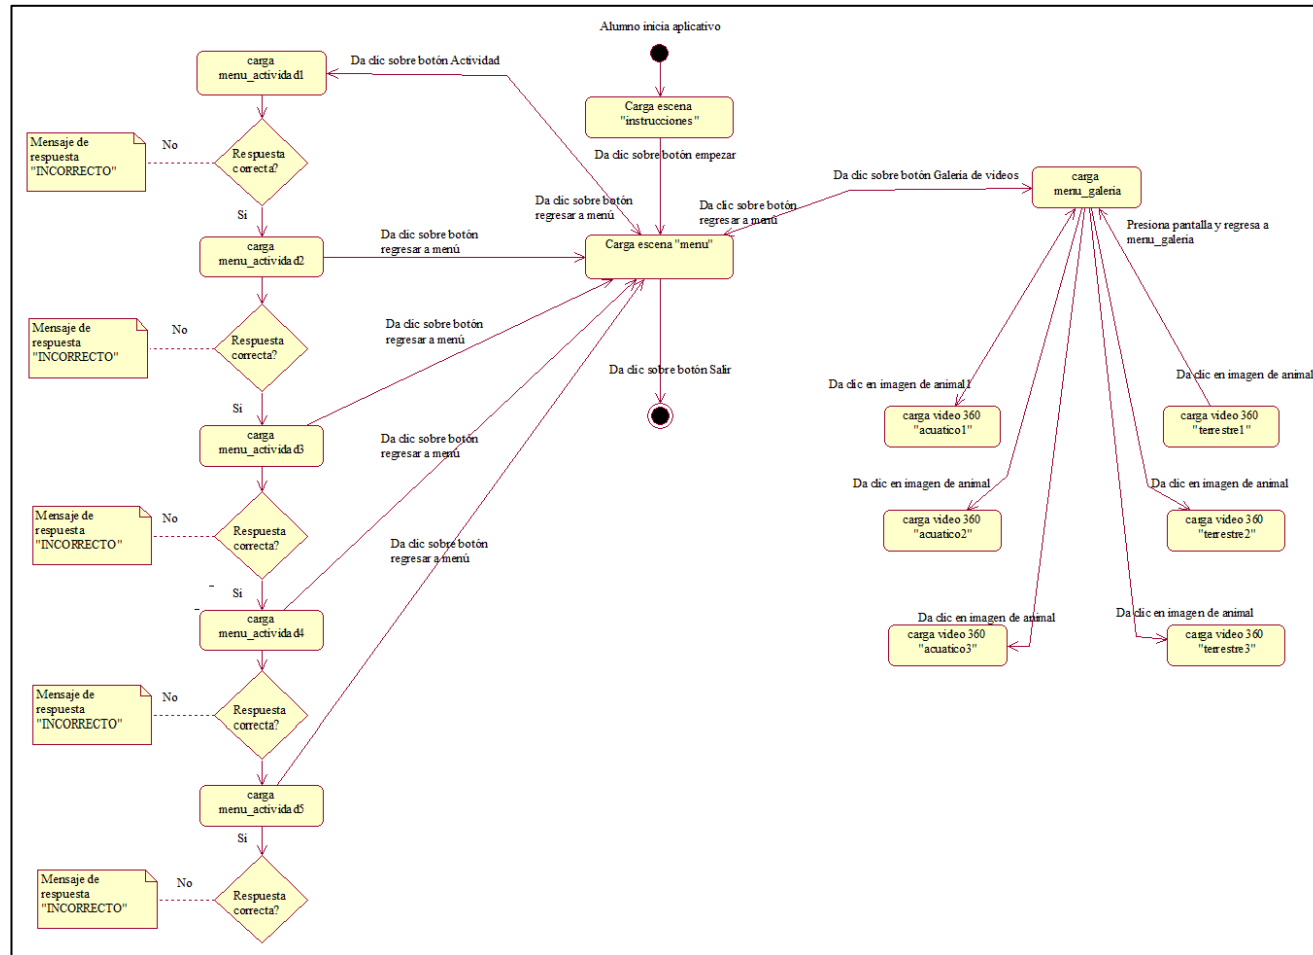 Alumno inicia aplicativo
carga
menu_actividad1
Da clic sobre botón Actividad
Carga escena
"instrucciones"
Mensaje de
respuesta
"INCORRECTO"
No
Respuesta
correcta?
Si
Da clic sobre botón empezar
Da clic sobre botón
regresar a menú
Da clic sobre botón
regresar a menú
Da clic sobre botón Galería de videos
carga
menu_galeria
Presiona pantalla y regresa a
menu_galeria
carga
menu_actividad2
Da clic sobre botón
regresar a menú
Carga escena "menu"
Mensaje de
respuesta
"INCORRECTO"
No
Respuesta
correcta?
Si
Da clic sobre botón
regresar a menú
Da clic sobre botón Salir
Da clic en imagen de animal1
Da clic en imagen de animal
carga video 360
"acuatico1"
carga video 360
"terrestre1"
carga
menu_actividad3
Da clic sobre botón
regresar a menú
Da clic en imagen de animal
Da clic en imagen de animal
carga video 360
"acuatico2"
carga video 360
"terrestre2"
Mensaje de
respuesta
"INCORRECTO"
No
Respuesta
correcta?
Si
Da clic sobre botón
regresar a menú
Da clic en imagen de animal
Da clic en imagen de animal
carga video 360
"acuatico3"
carga video 360
"terrestre3"
carga
menu_actividad4
Mensaje de
respuesta
"INCORRECTO"
No
Respuesta
correcta?
carga
menu_actividad5
Si
Mensaje de
respuesta
"INCORRECTO"
No
Respuesta
correcta?